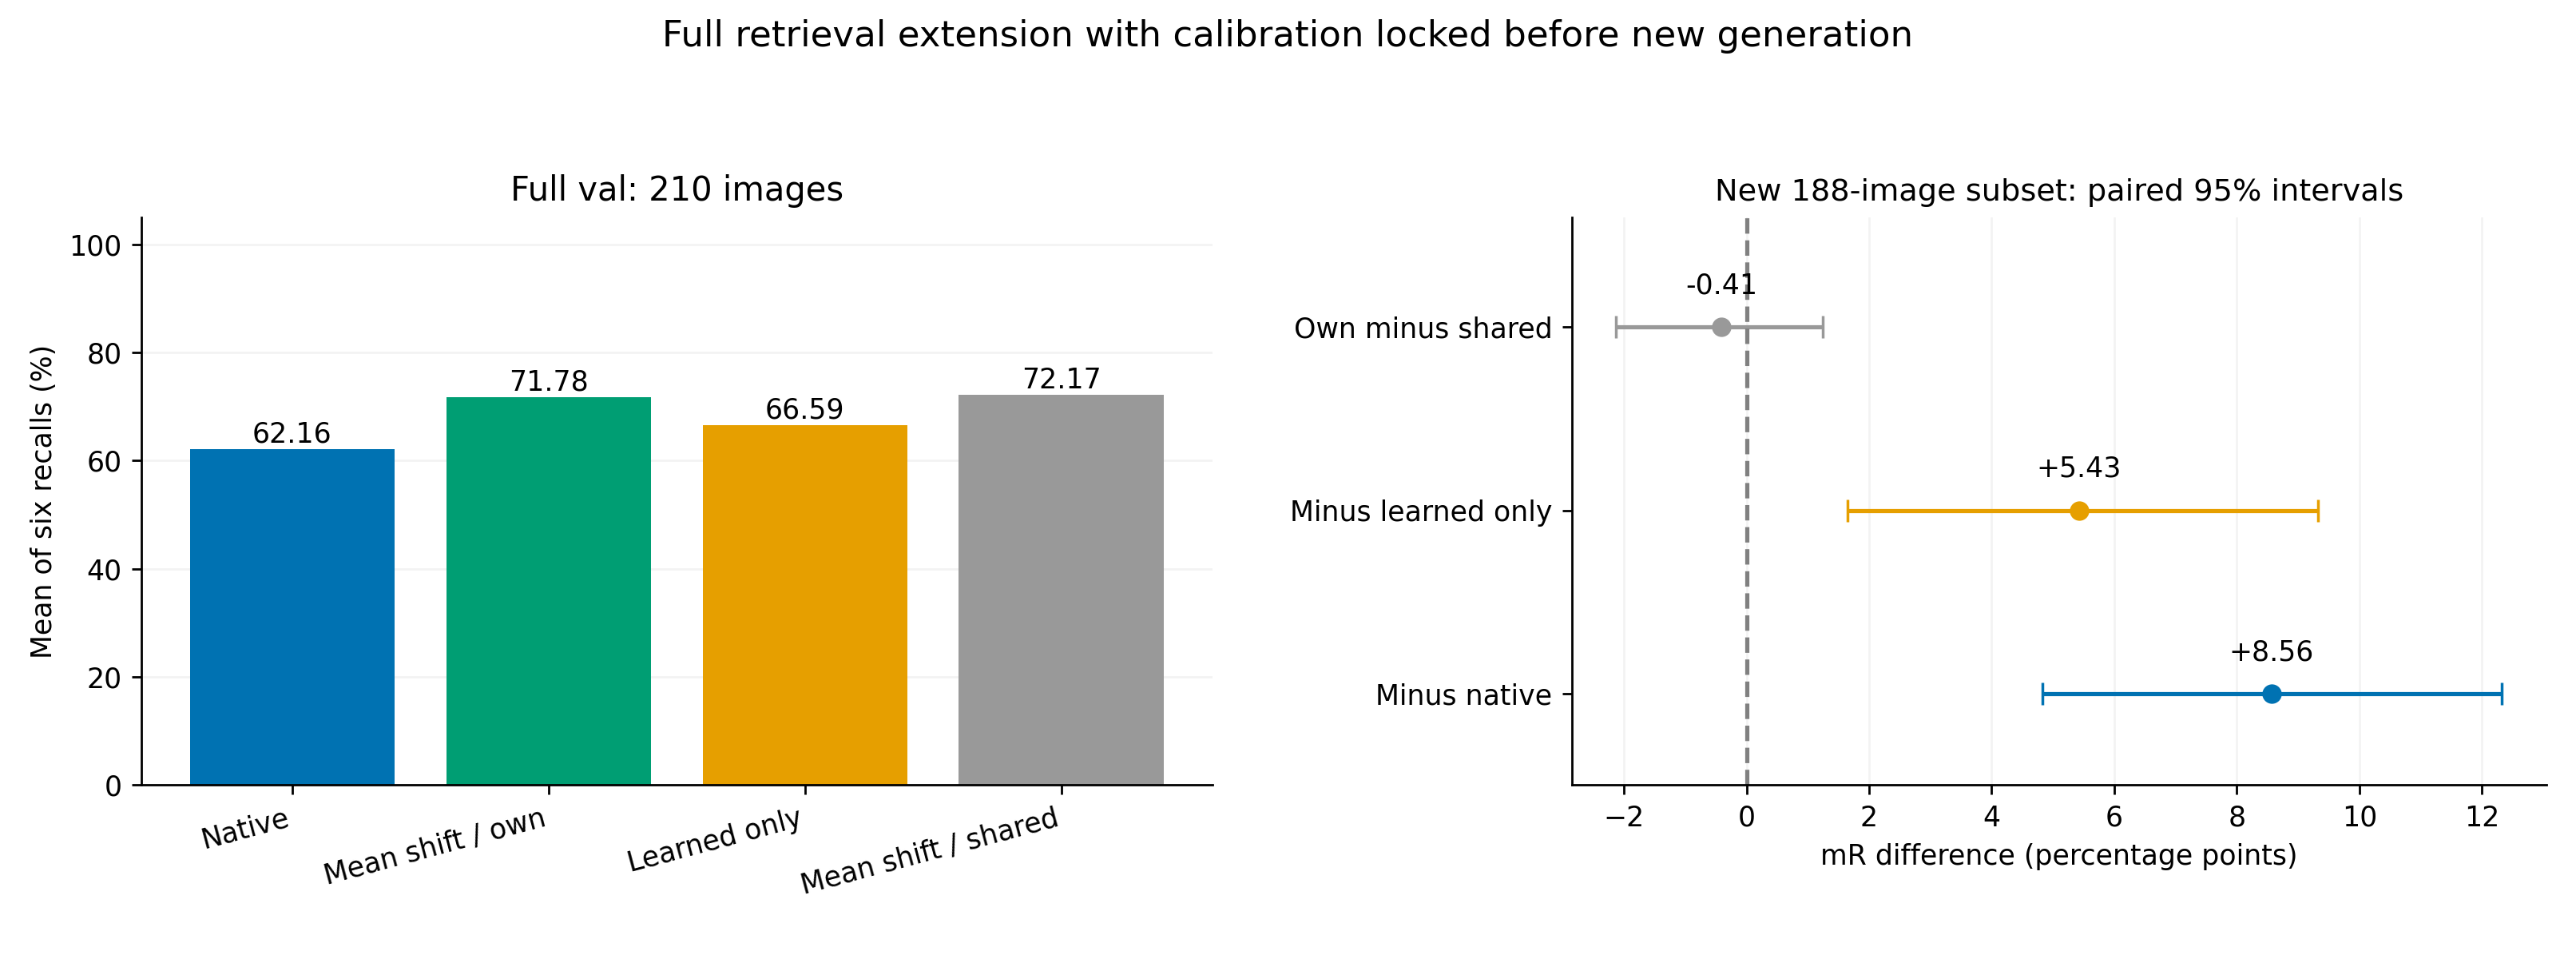 Full retrieval extension with calibration locked before new generation
Full val: 210 images
Mean of six recalls (%)
100
80
60
40
20
0
62.16
71.78
66.59
72.17
Native
Mean shift / own
Learned only
Mean shift / shared
New 188-image subset: paired 95% intervals
Own minus shared
Minus learned only
Minus native
-0.41
+5.43
+8.56
−2
0
2
4
6
8
10
12
mR difference (percentage points)